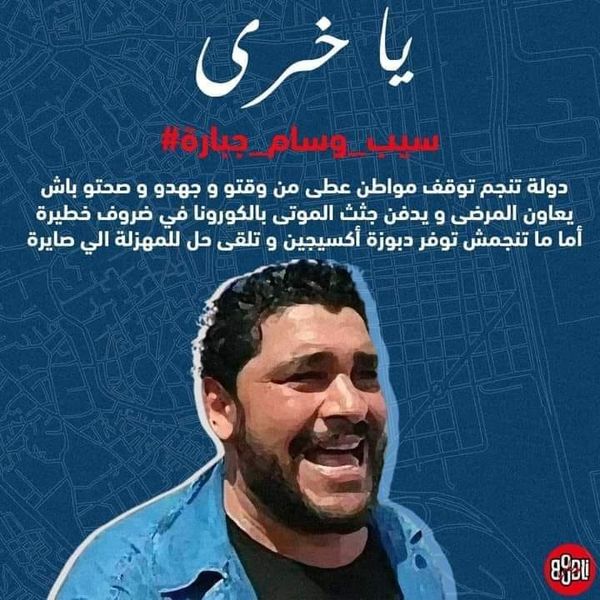 يا خرى
#سيب_وسام_جبارة
دولة تنجم توقف مواطن عطى من وقتو و جهدو و صحتو باش
يعاون المرضى و يدفن جثث الموتى بالكورونا في ضروف خطيرة
أما ما تنجمش توفر دبوزة أكسيجين و تلقى حل للمهزلة الي صايرة